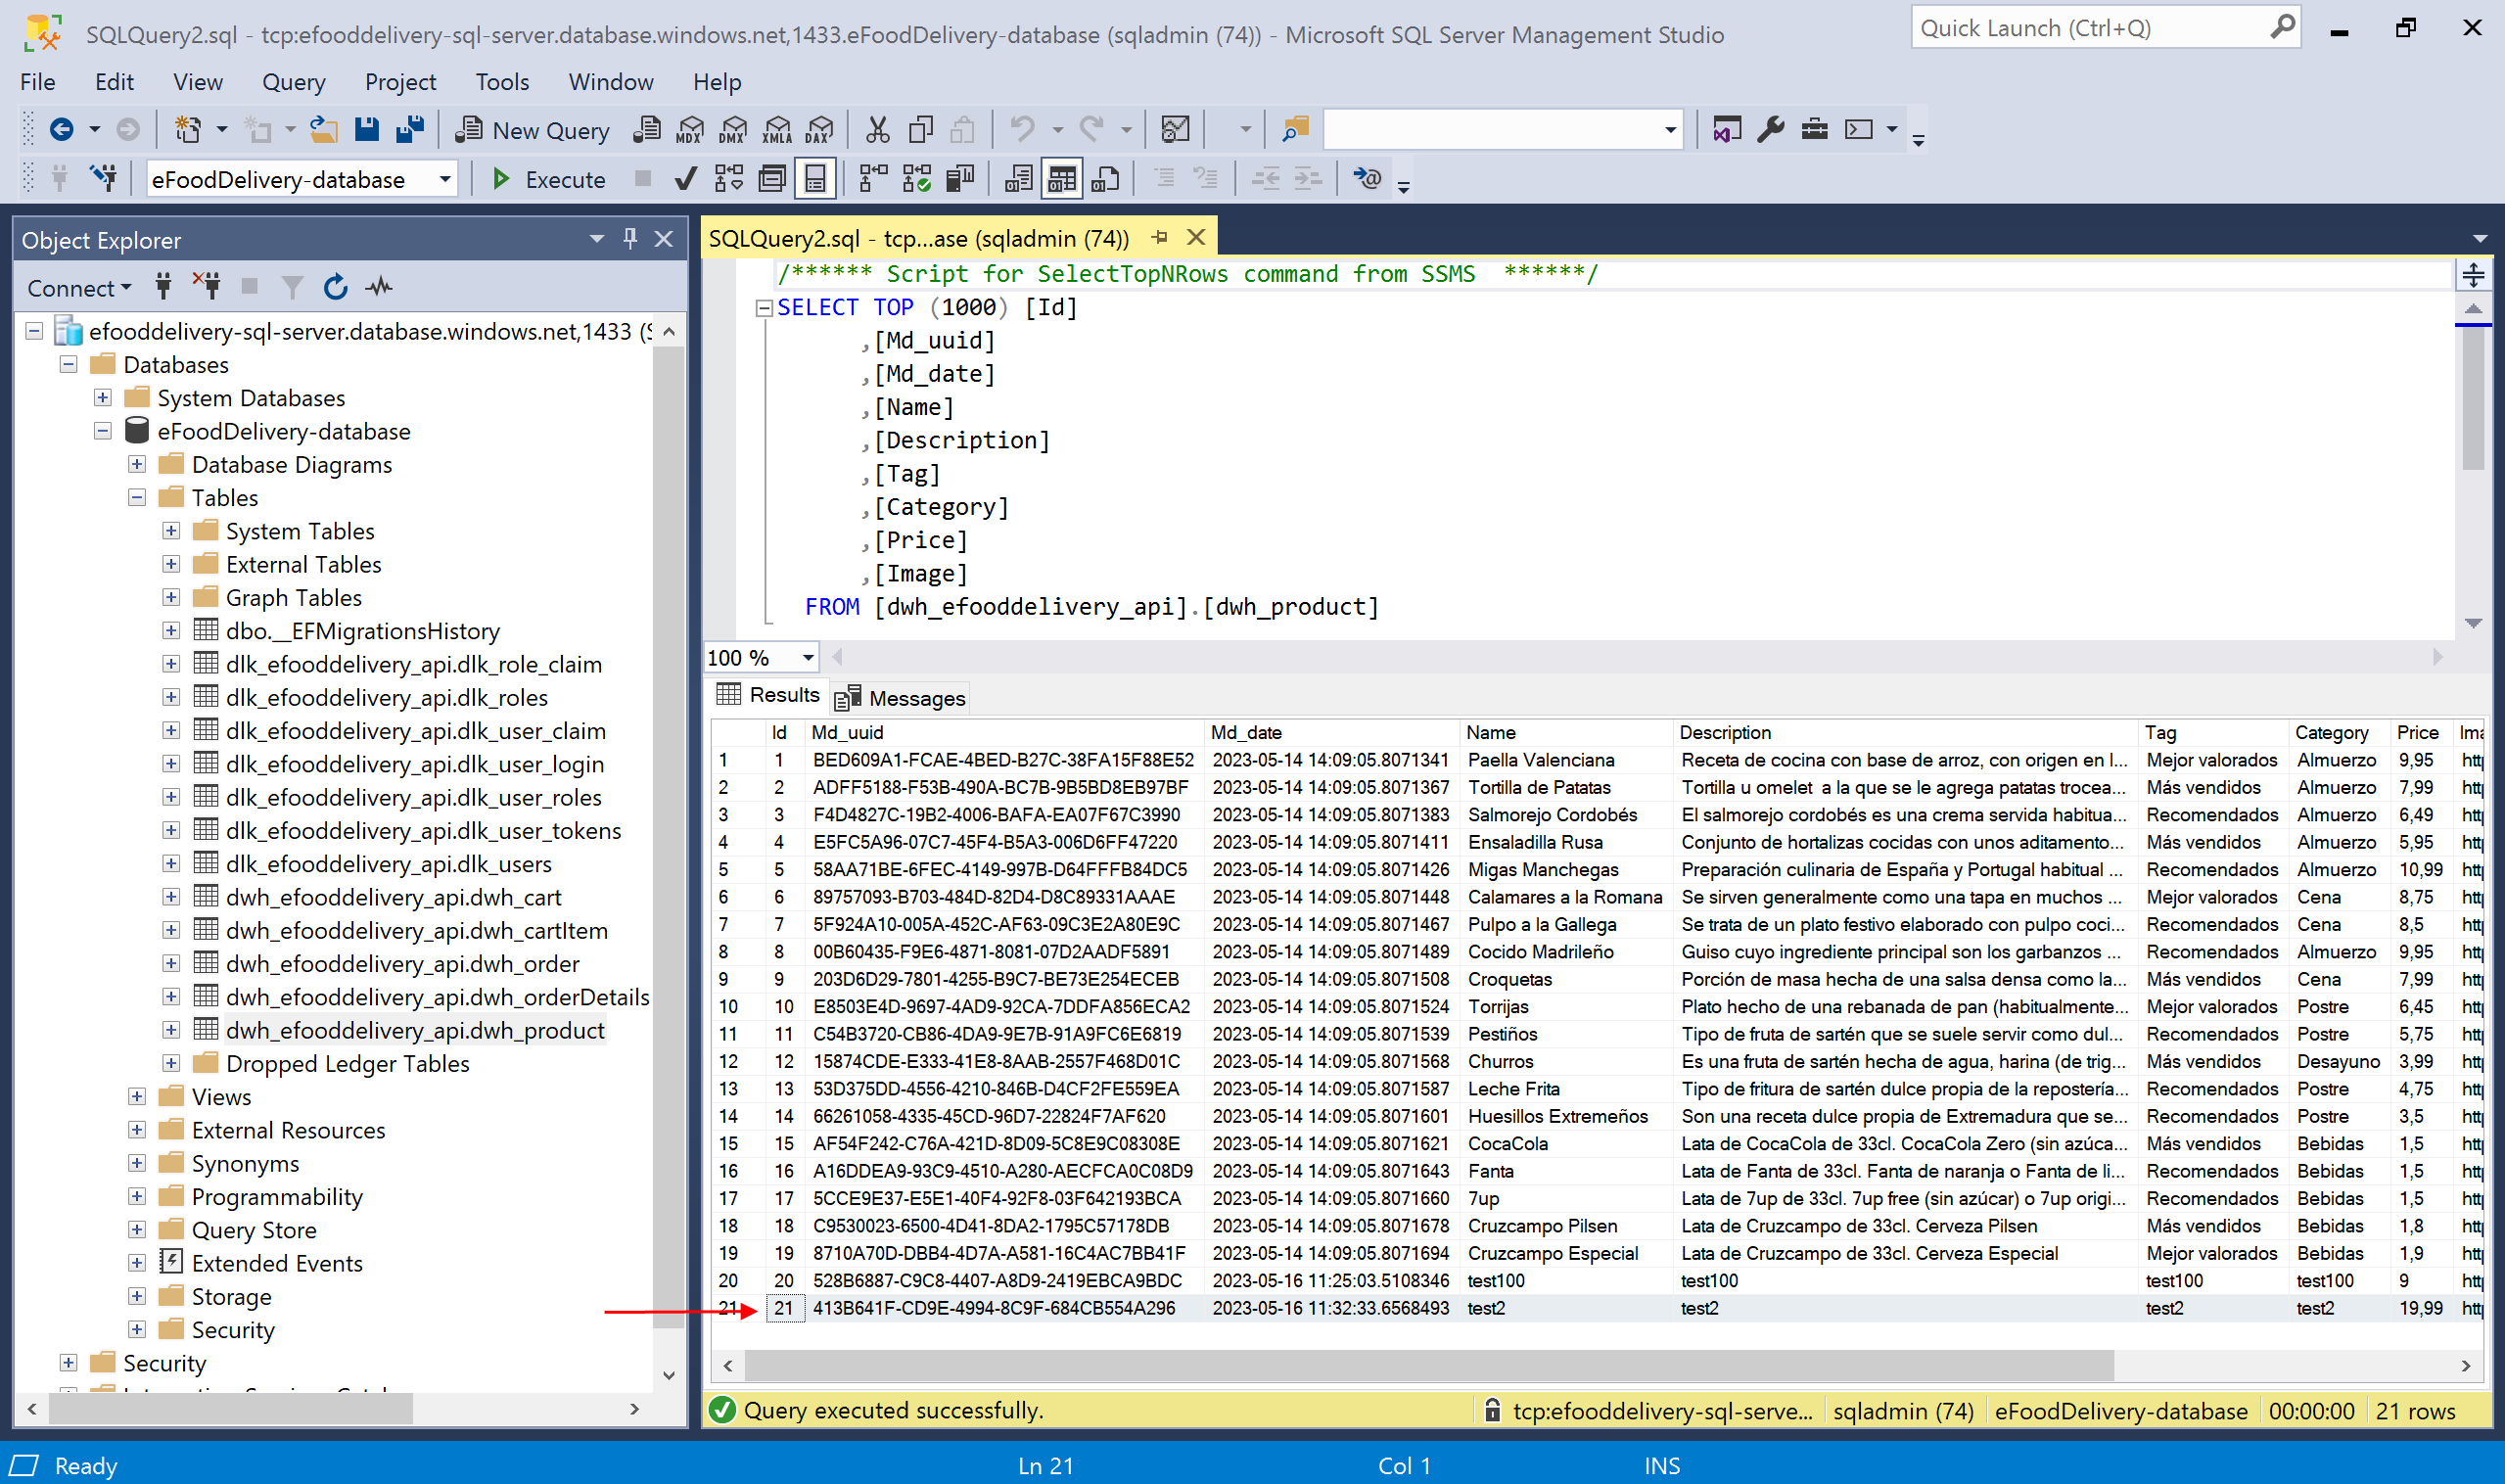 SQLQuery2.sql - tcp:efooddelivery-sql-server.database.windows.net,1433.eFoodDelivery-database (sqladmin (74)) - Microsoft SQL Server Management Studio
Quick Launch (Ctrl+Q)
File Edit View Query Project Tools Window Help
New Query MDX DMX XMLA DAX
eFoodDelivery-database Execute
Object Explorer
Connect
efooddelivery-sql-server.database.windows.net,1433 (S
Databases
System Databases
eFoodDelivery-database
Database Diagrams
Tables
System Tables
External Tables
Graph Tables
dbo.__EFMigrationsHistory
dlk_efooddelivery_api.dlk_role_claim
dlk_efooddelivery_api.dlk_roles
dlk_efooddelivery_api.dlk_user_claim
dlk_efooddelivery_api.dlk_user_login
dlk_efooddelivery_api.dlk_user_roles
dlk_efooddelivery_api.dlk_user_tokens
dlk_efooddelivery_api.dlk_users
dwh_efooddelivery_api.dwh_cart
dwh_efooddelivery_api.dwh_cartItem
dwh_efooddelivery_api.dwh_order
dwh_efooddelivery_api.dwh_orderDetails
dwh_efooddelivery_api.dwh_product
Dropped Ledger Tables
Views
External Resources
Synonyms
Programmability
Query Store
Extended Events
Storage
Security
Security
SQLQuery2.sql - tcp...ase (sqladmin (74))
/****** Script for SelectTopNRows command from SSMS  ******/
SELECT TOP (1000) [Id]
,[Md_uuid]
,[Md_date]
,[Name]
,[Description]
,[Tag]
,[Category]
,[Price]
,[Image]
FROM [dwh_efooddelivery_api].[dwh_product]
100 %
Results Messages
Id Md_uuid Md_date Name Description Tag Category Price Ima
1 1 BED609A1-FCAE-4BED-B27C-38FA15F88E52 2023-05-14 14:09:05.8071341 Paella Valenciana Receta de cocina con base de arroz, con origen en l... Mejor valorados Almuerzo 9,95 http
2 2 ADFF5188-F53B-490A-BC7B-9B5BD8EB97BF 2023-05-14 14:09:05.8071367 Tortilla de Patatas Tortilla u omelet  a la que se le agrega patatas trocea... Más vendidos Almuerzo 7,99 http
3 3 F4D4827C-19B2-4006-BAFA-EA07F67C3990 2023-05-14 14:09:05.8071383 Salmorejo Cordobés El salmorejo cordobés es una crema servida habitua... Recomendados Almuerzo 6,49 http
4 4 E5FC5A96-07C7-45F4-B5A3-006D6FF47220 2023-05-14 14:09:05.8071411 Ensaladilla Rusa Conjunto de hortalizas cocidas con unos aditamento... Más vendidos Almuerzo 5,95 http
5 5 58AA71BE-6FEC-4149-997B-D64FFFB84DC5 2023-05-14 14:09:05.8071426 Migas Manchegas Preparación culinaria de España y Portugal habitual ... Recomendados Almuerzo 10,99 http
6 6 89757093-B703-484D-82D4-D8C89331AAAE 2023-05-14 14:09:05.8071448 Calamares a la Romana Se sirven generalmente como una tapa en muchos ... Mejor valorados Cena 8,75 http
7 7 5F924A10-005A-452C-AF63-09C3E2A80E9C 2023-05-14 14:09:05.8071467 Pulpo a la Gallega Se trata de un plato festivo elaborado con pulpo coci... Recomendados Cena 8,5 http
8 8 00B60435-F9E6-4871-8081-07D2AADF5891 2023-05-14 14:09:05.8071489 Cocido Madrileño Guiso cuyo ingrediente principal son los garbanzos ... Recomendados Almuerzo 9,95 http
9 9 203D6D29-7801-4255-B9C7-BE73E254ECEB 2023-05-14 14:09:05.8071508 Croquetas Porción de masa hecha de una salsa densa como la... Más vendidos Cena 7,99 http
10 10 E8503E4D-9697-4AD9-92CA-7DDFA856ECA2 2023-05-14 14:09:05.8071524 Torrijas Plato hecho de una rebanada de pan (habitualmente... Mejor valorados Postre 6,45 http
11 11 C54B3720-CB86-4DA9-9E7B-91A9FC6E6819 2023-05-14 14:09:05.8071539 Pestiños Tipo de fruta de sartén que se suele servir como dul... Recomendados Postre 5,75 http
12 12 15874CDE-E333-41E8-8AAB-2557F468D01C 2023-05-14 14:09:05.8071568 Churros Es una fruta de sartén hecha de agua, harina (de trig... Más vendidos Desayuno 3,99 http
13 13 53D375DD-4556-4210-846B-D4CF2FE559EA 2023-05-14 14:09:05.8071587 Leche Frita Tipo de fritura de sartén dulce propia de la repostería... Recomendados Postre 4,75 http
14 14 66261058-4335-45CD-96D7-22824F7AF620 2023-05-14 14:09:05.8071601 Huesillos Extremeños Son una receta dulce propia de Extremadura que se... Recomendados Postre 3,5 http
15 15 AF54F242-C76A-421D-8D09-5C8E9C08308E 2023-05-14 14:09:05.8071621 CocaCola Lata de CocaCola de 33cl. CocaCola Zero (sin azúca... Más vendidos Bebidas 1,5 http
16 16 A16DDEA9-93C9-4510-A280-AECFCA0C08D9 2023-05-14 14:09:05.8071643 Fanta Lata de Fanta de 33cl. Fanta de naranja o Fanta de li... Recomendados Bebidas 1,5 http
17 17 5CCE9E37-E5E1-40F4-92F8-03F642193BCA 2023-05-14 14:09:05.8071660 7up Lata de 7up de 33cl. 7up free (sin azúcar) o 7up origi... Recomendados Bebidas 1,5 http
18 18 C9530023-6500-4D41-8DA2-1795C57178DB 2023-05-14 14:09:05.8071678 Cruzcampo Pilsen Lata de Cruzcampo de 33cl. Cerveza Pilsen Más vendidos Bebidas 1,8 http
19 19 8710A70D-DBB4-4D7A-A581-16C4AC7BB41F 2023-05-14 14:09:05.8071694 Cruzcampo Especial Lata de Cruzcampo de 33cl. Cerveza Especial Mejor valorados Bebidas 1,9 http
20 20 528B6887-C9C8-4407-A8D9-2419EBCA9BDC 2023-05-16 11:25:03.5108346 test100 test100 test100 test100 9 http
21 21 413B641F-CD9E-4994-8C9F-684CB554A296 2023-05-16 11:32:33.6568493 test2 test2 test2 test2 19,99 http
Query executed successfully. tcp:efooddelivery-sql-serve... sqladmin (74) eFoodDelivery-database 00:00:00 21 rows
Ready Ln 21 Col 1 INS